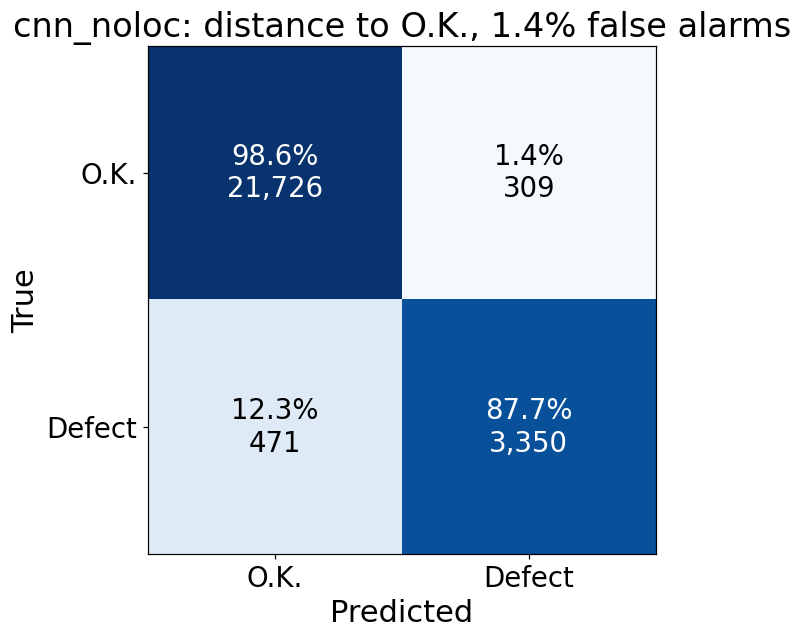 cnn_noloc: distance to O.K., 1.4% false alarms
98.6%
21,726
1.4%
309
O.K.
True
12.3%
471
87.7%
3,350
Defect
O.K.
Defect
Predicted